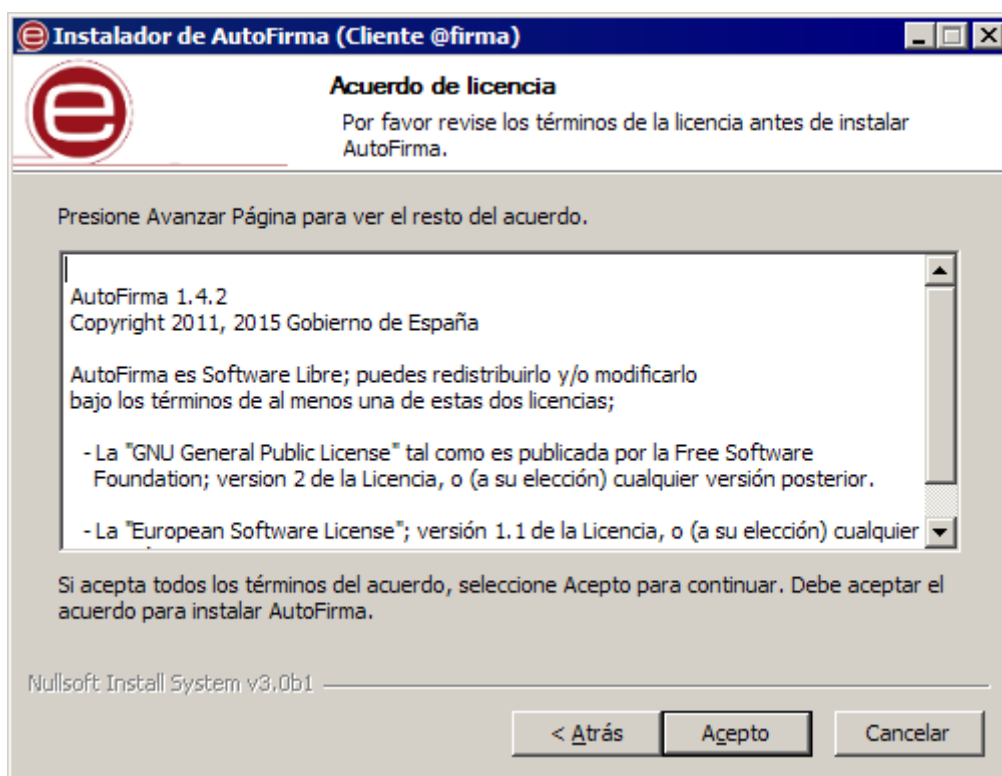 Instalador de AutoFirma (Cliente @firma)
Acuerdo de licencia
Por favor revise los términos de la licencia antes de instalar
AutoFirma.
Presione Avanzar Página para ver el resto del acuerdo.
AutoFirma 1.4.2
Copyright 2011, 2015 Gobierno de España
AutoFirma es Software Libre; puedes redistribuirlo y/o modificarlo
bajo los términos de al menos una de estas dos licencias;
- La "GNU General Public License" tal como es publicada por la Free Software
Foundation; version 2 de la Licencia, o (a su elección) cualquier versión posterior.
- La "European Software License"; versión 1.1 de la Licencia, o (a su elección) cualquier
Si acepta todos los términos del acuerdo, seleccione Acepto para continuar. Debe aceptar el
acuerdo para instalar AutoFirma.
Nullsoft Install System v3.0b1
< Atrás
Acepto
Cancelar